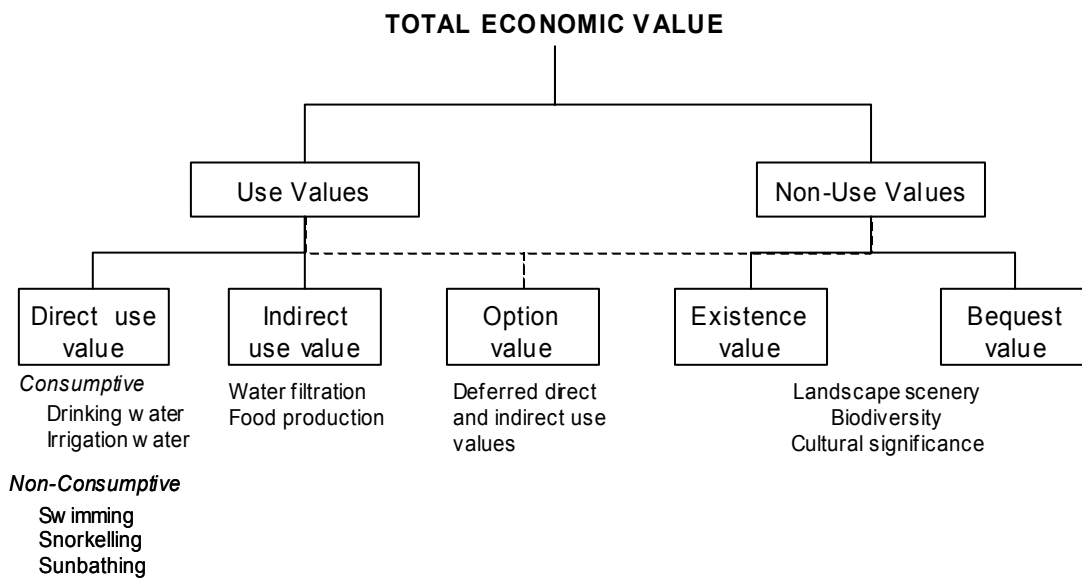 TOTAL ECONOMIC VALUE
Use Values
Non-Use Values
Direct use
value
Indirect
use value
Option
value
Existence
value
Bequest
value
Consumptive
Drinking water
Irrigation water
Non-Consumptive
Swimming
Snorkelling
Sunbathing
Water filtration
Food production
Deferred direct
and indirect use
values
Landscape scenery
Biodiversity
Cultural significance